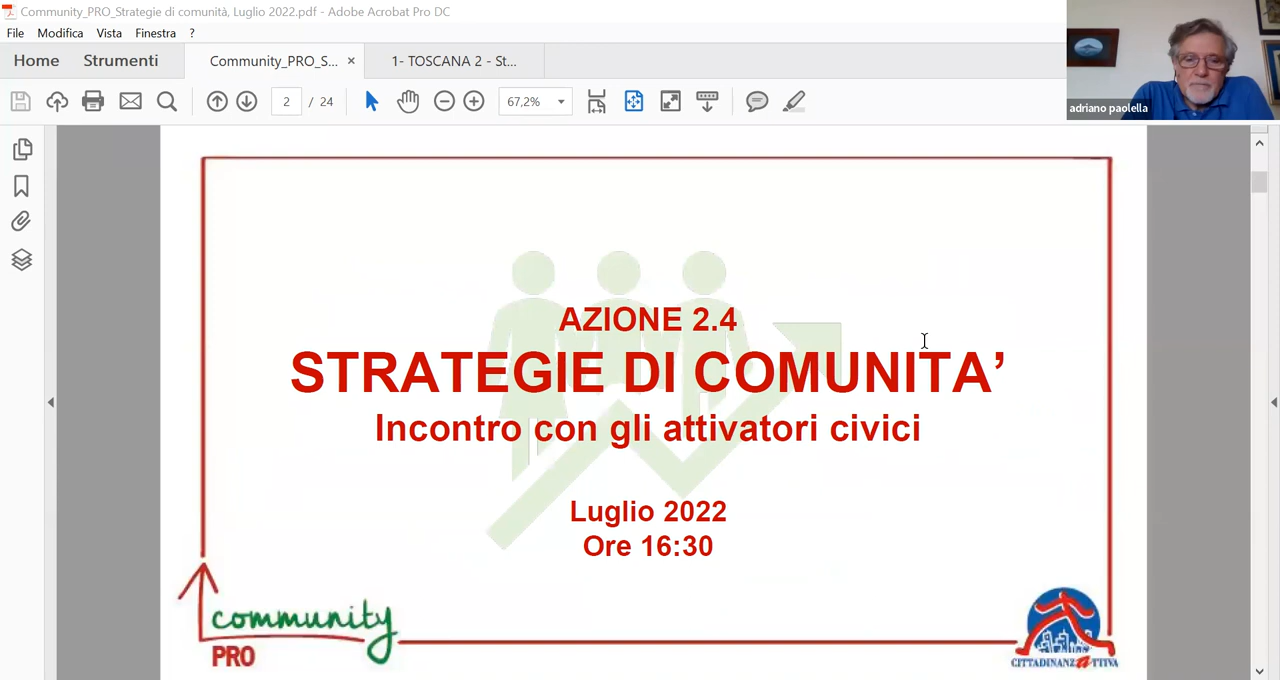 Community_PRO_Strategie di comunità, Luglio 2022.pdf - Adobe Acrobat Pro DC
File Modifica Vista Finestra ?
Home Strumenti Community_PRO_S... × 1- TOSCANA 2 - St...
2 / 24 67,2%
adriano paolella
AZIONE 2.4
STRATEGIE DI COMUNITA’
Incontro con gli attivatori civici
Luglio 2022
Ore 16:30
community
PRO
CITTADINANZATTIVA